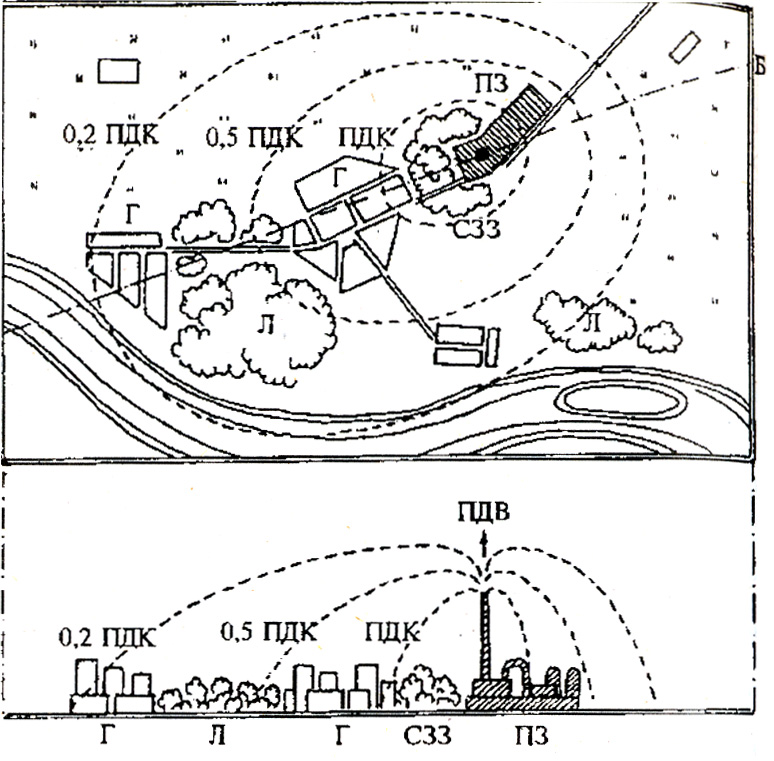 Б
ПЗ
0,2 ПДК 0,5 ПДК ПДК
Г
Г
СЗЗ
Л
Л
ПДВ
0,2 ПДК 0,5 ПДК ПДК
Г Л Г СЗЗ ПЗ